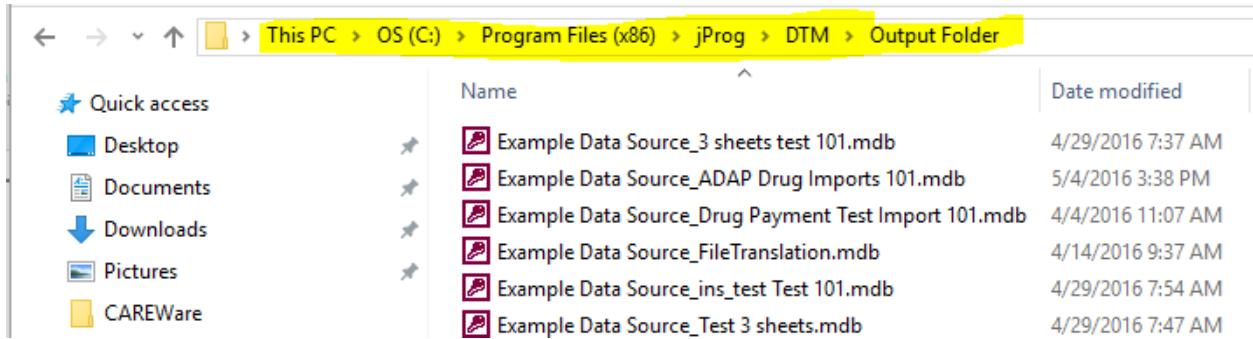 This PC > OS (C:) > Program Files (x86) > jProg > DTM > Output Folder
Name Date modified
Quick access
Desktop
Documents
Downloads
Pictures
CAREWare
Example Data Source_3 sheets test 101.mdb 4/29/2016 7:37 AM
Example Data Source_ADAP Drug Imports 101.mdb 5/4/2016 3:38 PM
Example Data Source_Drug Payment Test Import 101.mdb 4/4/2016 11:07 AM
Example Data Source_FileTranslation.mdb 4/14/2016 9:37 AM
Example Data Source_ins_test Test 101.mdb 4/29/2016 7:54 AM
Example Data Source_Test 3 sheets.mdb 4/29/2016 7:47 AM